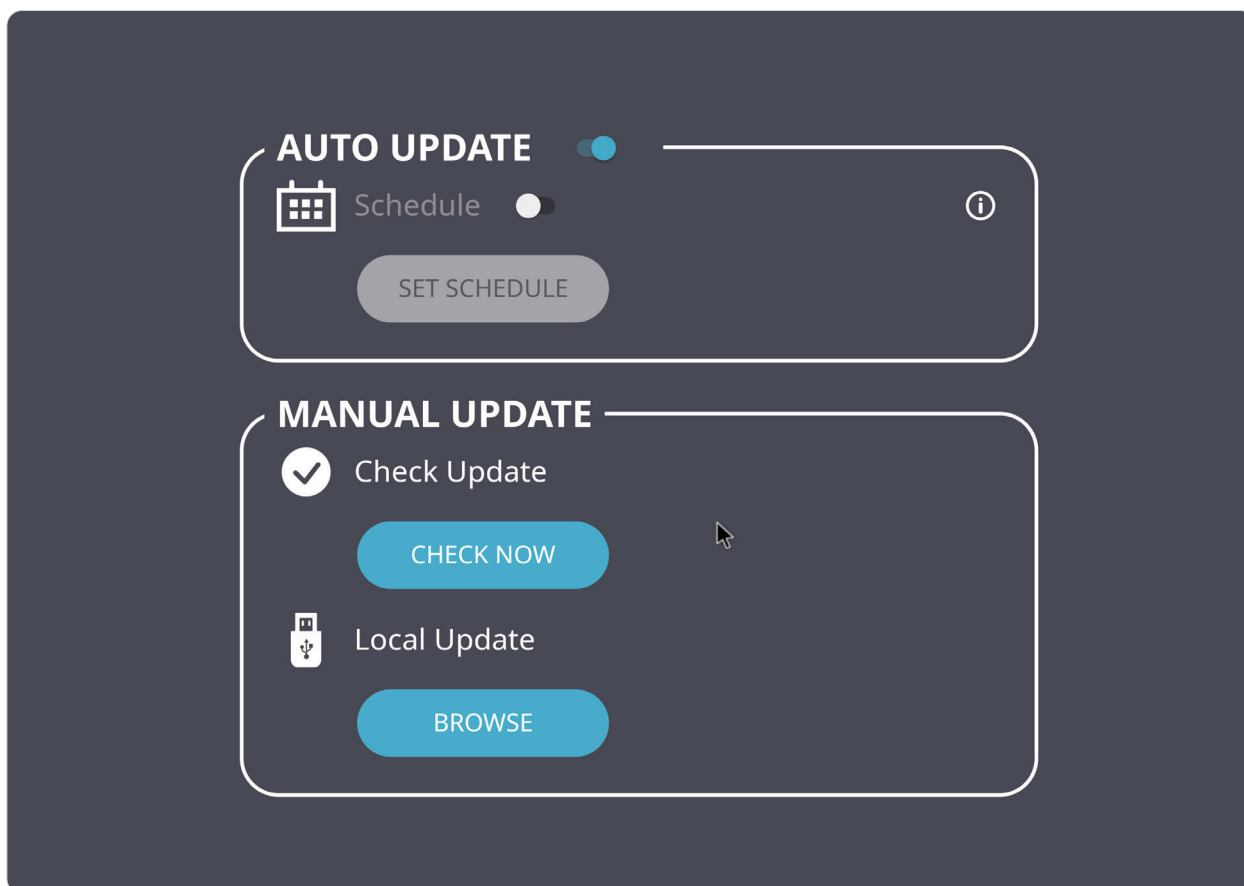 AUTO UPDATE
Schedule
SET SCHEDULE
MANUAL UPDATE
Check Update
CHECK NOW
Local Update
BROWSE